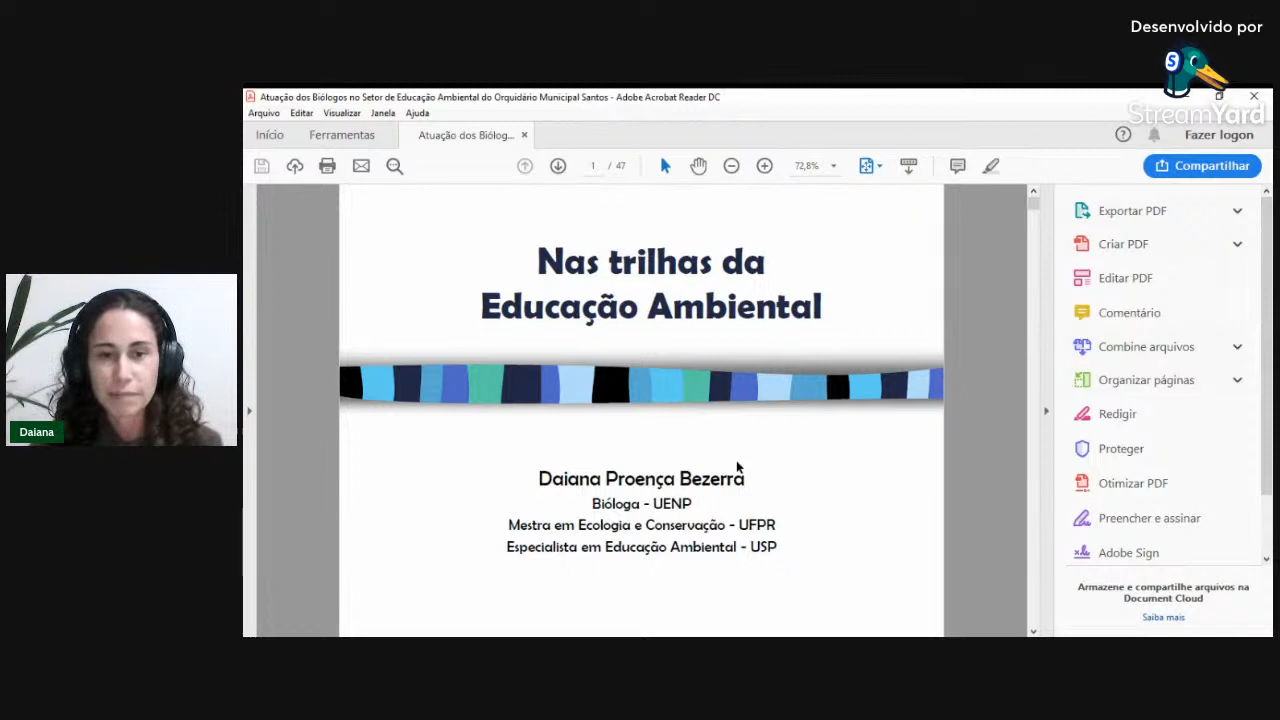 Desenvolvido por
StreamYard
Atuação dos Biólogos no Setor de Educação Ambiental do Orquidário Municipal Santos - Adobe Acrobat Reader DC
Arquivo Editar Visualizar Janela Ajuda
Início Ferramentas Atuação dos Biólog... × Fazer logon
1 / 47 72,8% Compartilhar
Nas trilhas da
Educação Ambiental
Daiana Proença Bezerra
Bióloga - UENP
Mestra em Ecologia e Conservação - UFPR
Especialista em Educação Ambiental - USP
Exportar PDF
Criar PDF
Editar PDF
Comentário
Combine arquivos
Organizar páginas
Redigir
Proteger
Otimizar PDF
Preencher e assinar
Adobe Sign
Armazene e compartilhe arquivos na
Document Cloud
Saiba mais
Daiana